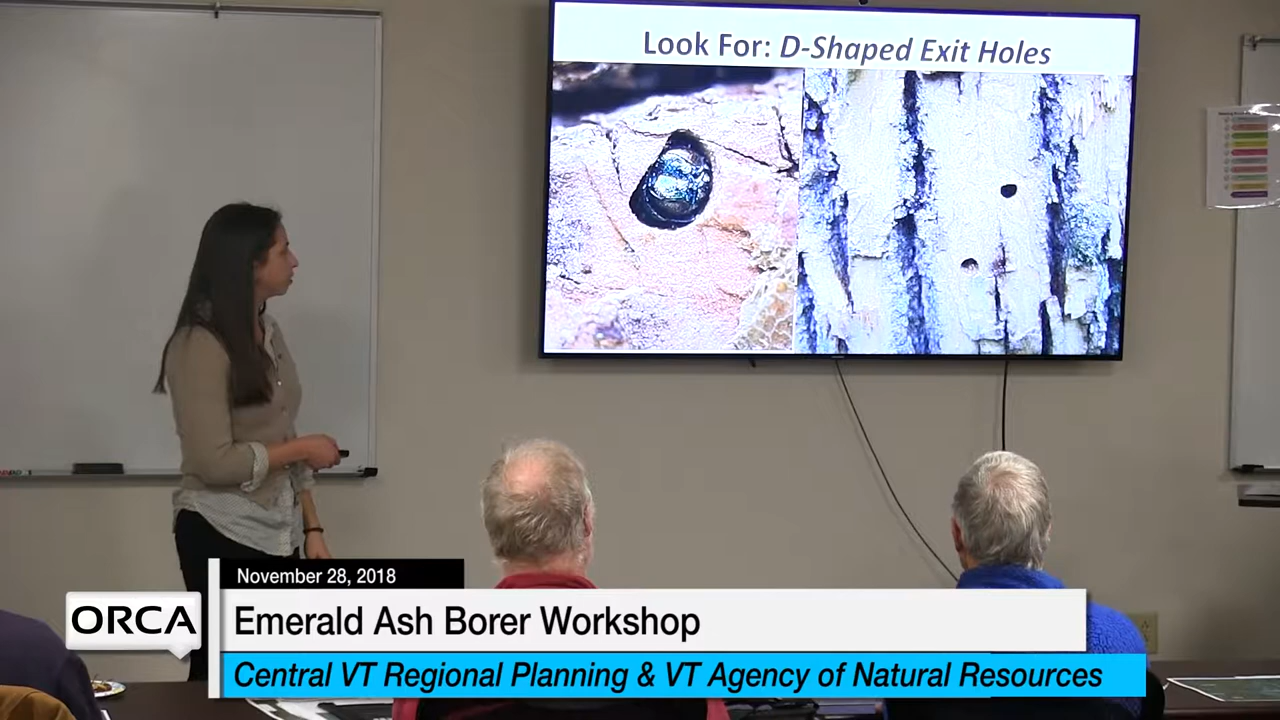 Look For: D-Shaped Exit Holes
November 28, 2018
ORCA
Emerald Ash Borer Workshop
Central VT Regional Planning & VT Agency of Natural Resources